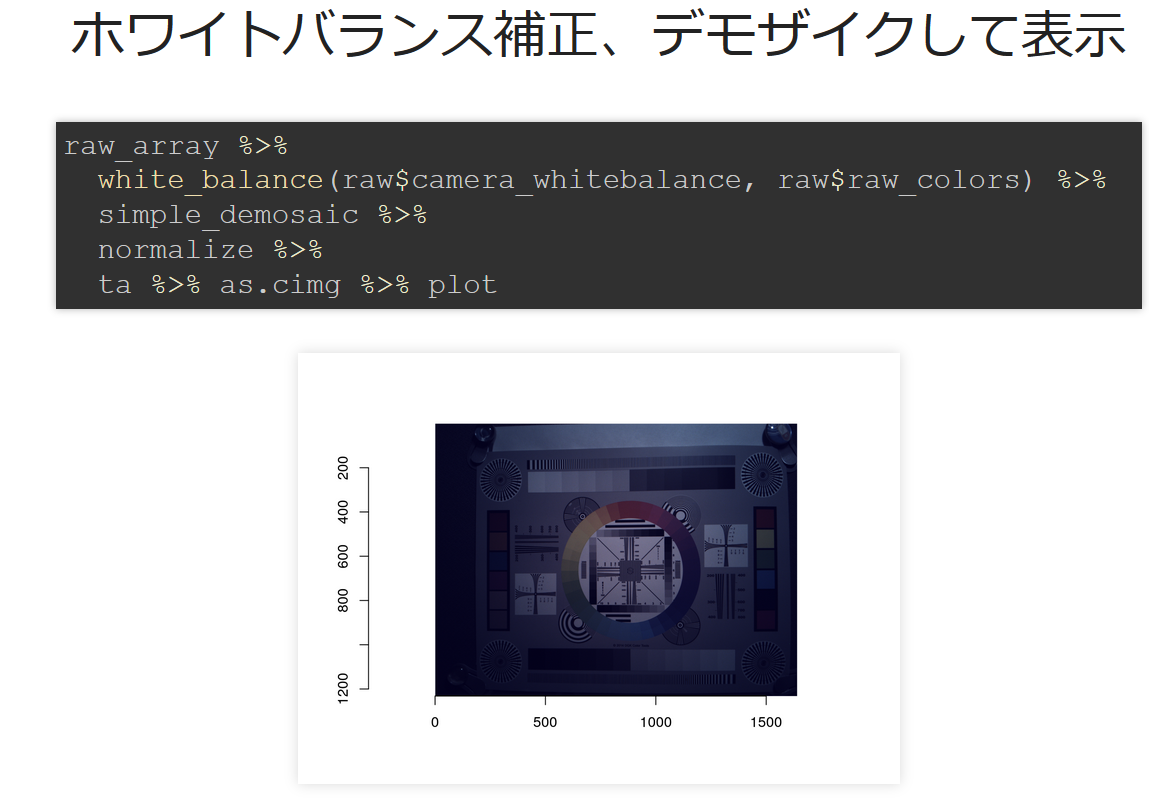 ホワイトバランス補正、デモザイクして表示
raw_array %>%
  white_balance(raw$camera_whitebalance, raw$raw_colors) %>%
  simple_demosaic %>%
  normalize %>%
  ta %>% as.cimg %>% plot
200
400
600
800
1200
0 500 1000 1500